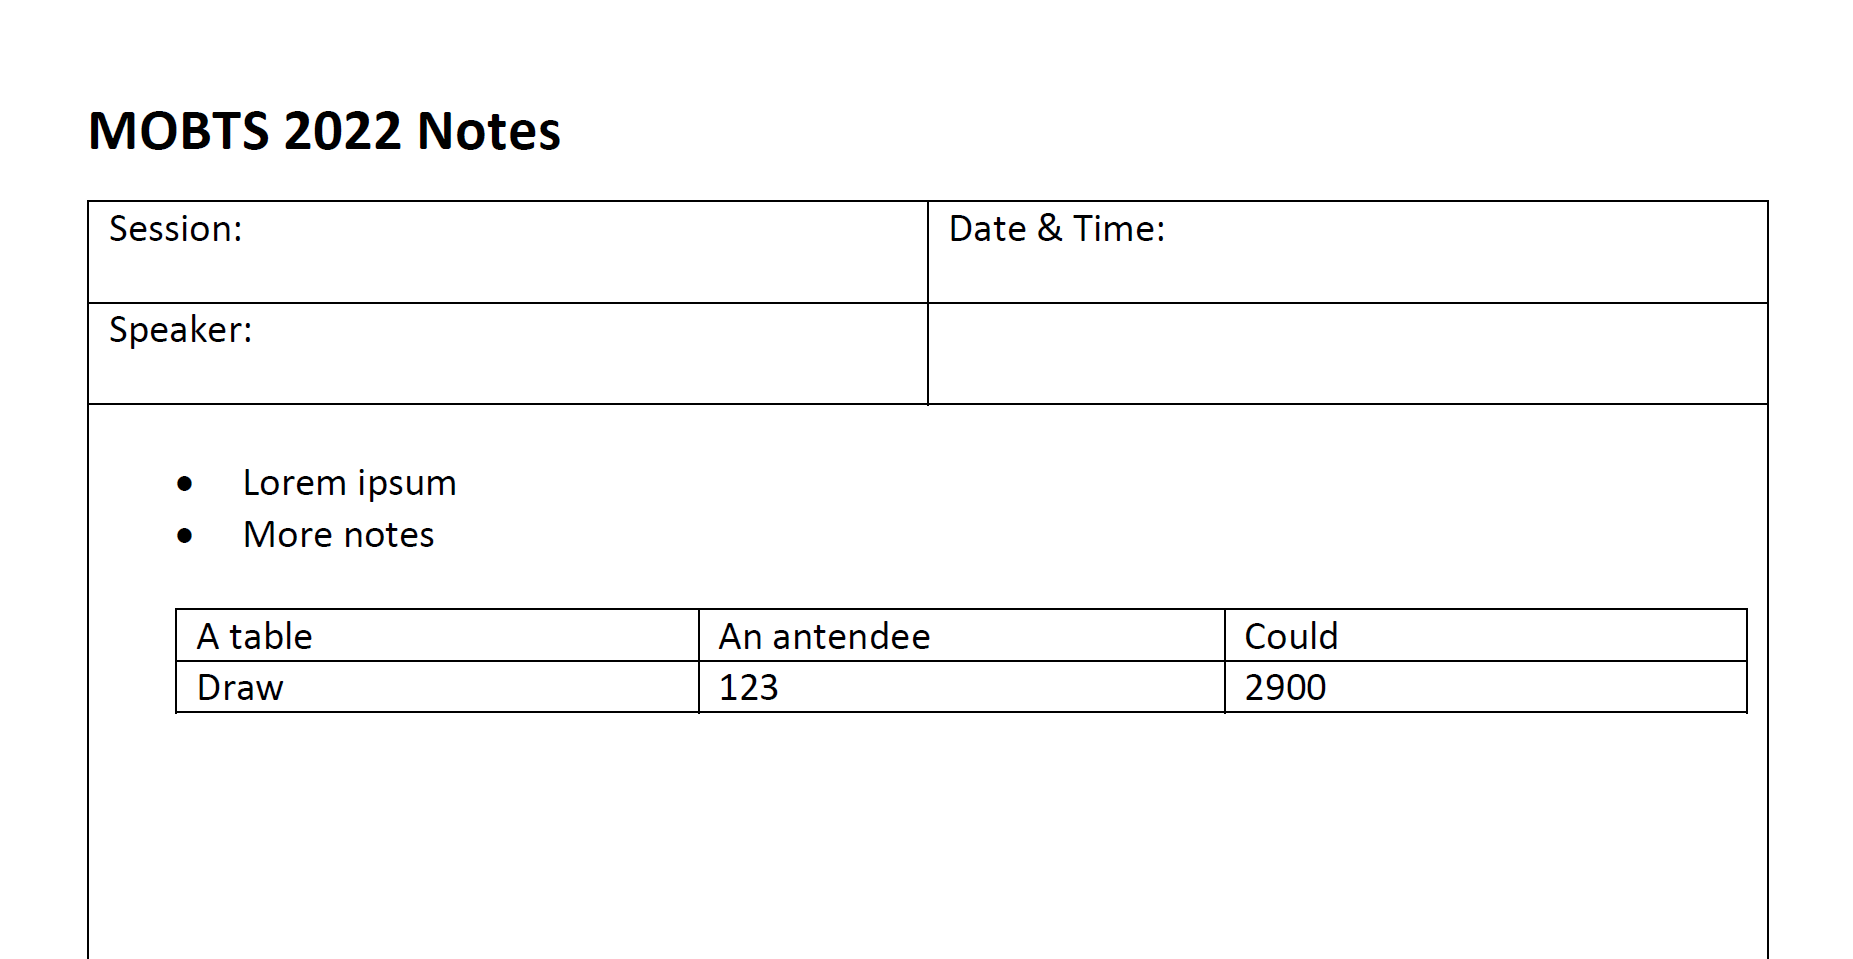 MOBTS 2022 Notes
Session: Date & Time:
Speaker:
• Lorem ipsum
• More notes
A table An antendee Could
Draw 123 2900